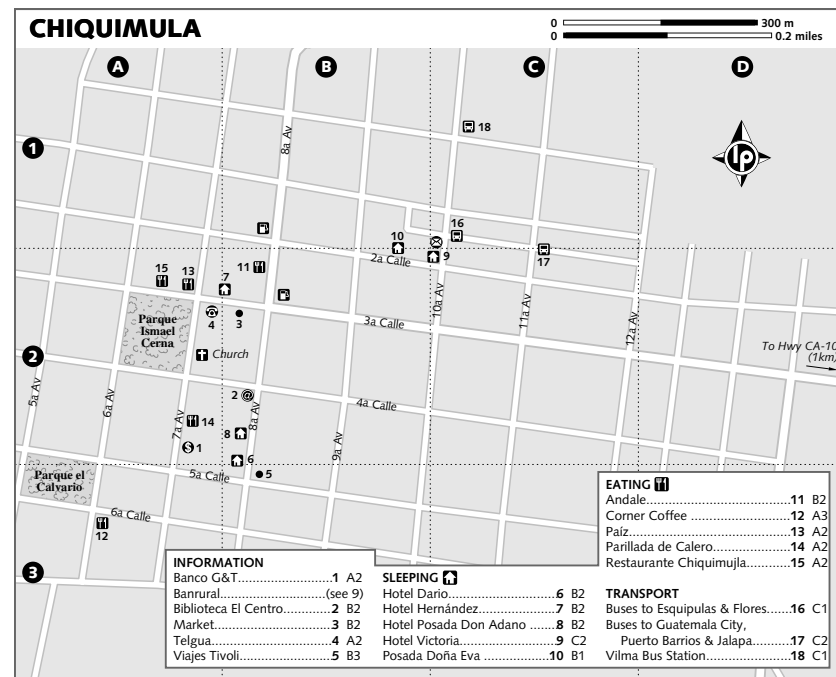 CHIQUIMULA
0 300 m
0 0.2 miles
A B C D
1
18
8a Av
lp
10
16
2a Calle
9
17
15
13
7
11
10a Av
11a Av
12a Av
4
3
3a Calle
Parque
Ismael
Cerna
To Hwy CA-10
(1km)
2
Church
5a Av
6a Av
7a Av
2 @
8a Av
4a Calle
14
8
9a Av
$ 1
6
5a Calle
5
Parque el
Calvario
6a Calle
12
3
INFORMATION
Banco G&T..................1 A2
Banrural..................(see 9)
Biblioteca El Centro.......2 B2
Market..................3 B2
Telgua..................4 A2
Viajes Tivoli..................5 B3
SLEEPING
Hotel Dario..................6 B2
Hotel Hernández..................7 B2
Hotel Posada Don Adano .......8 B2
Hotel Victoria..................9 C2
Posada Doña Eva ..................10 B1
EATING
Andale..................11 B2
Corner Coffee ..................12 A3
Paíz..................13 A2
Parillada de Calero..................14 A2
Restaurante Chiquimujla..........15 A2
TRANSPORT
Buses to Esquipulas & Flores......16 C1
Buses to Guatemala City,
Puerto Barrios & Jalapa......17 C2
Vilma Bus Station..................18 C1